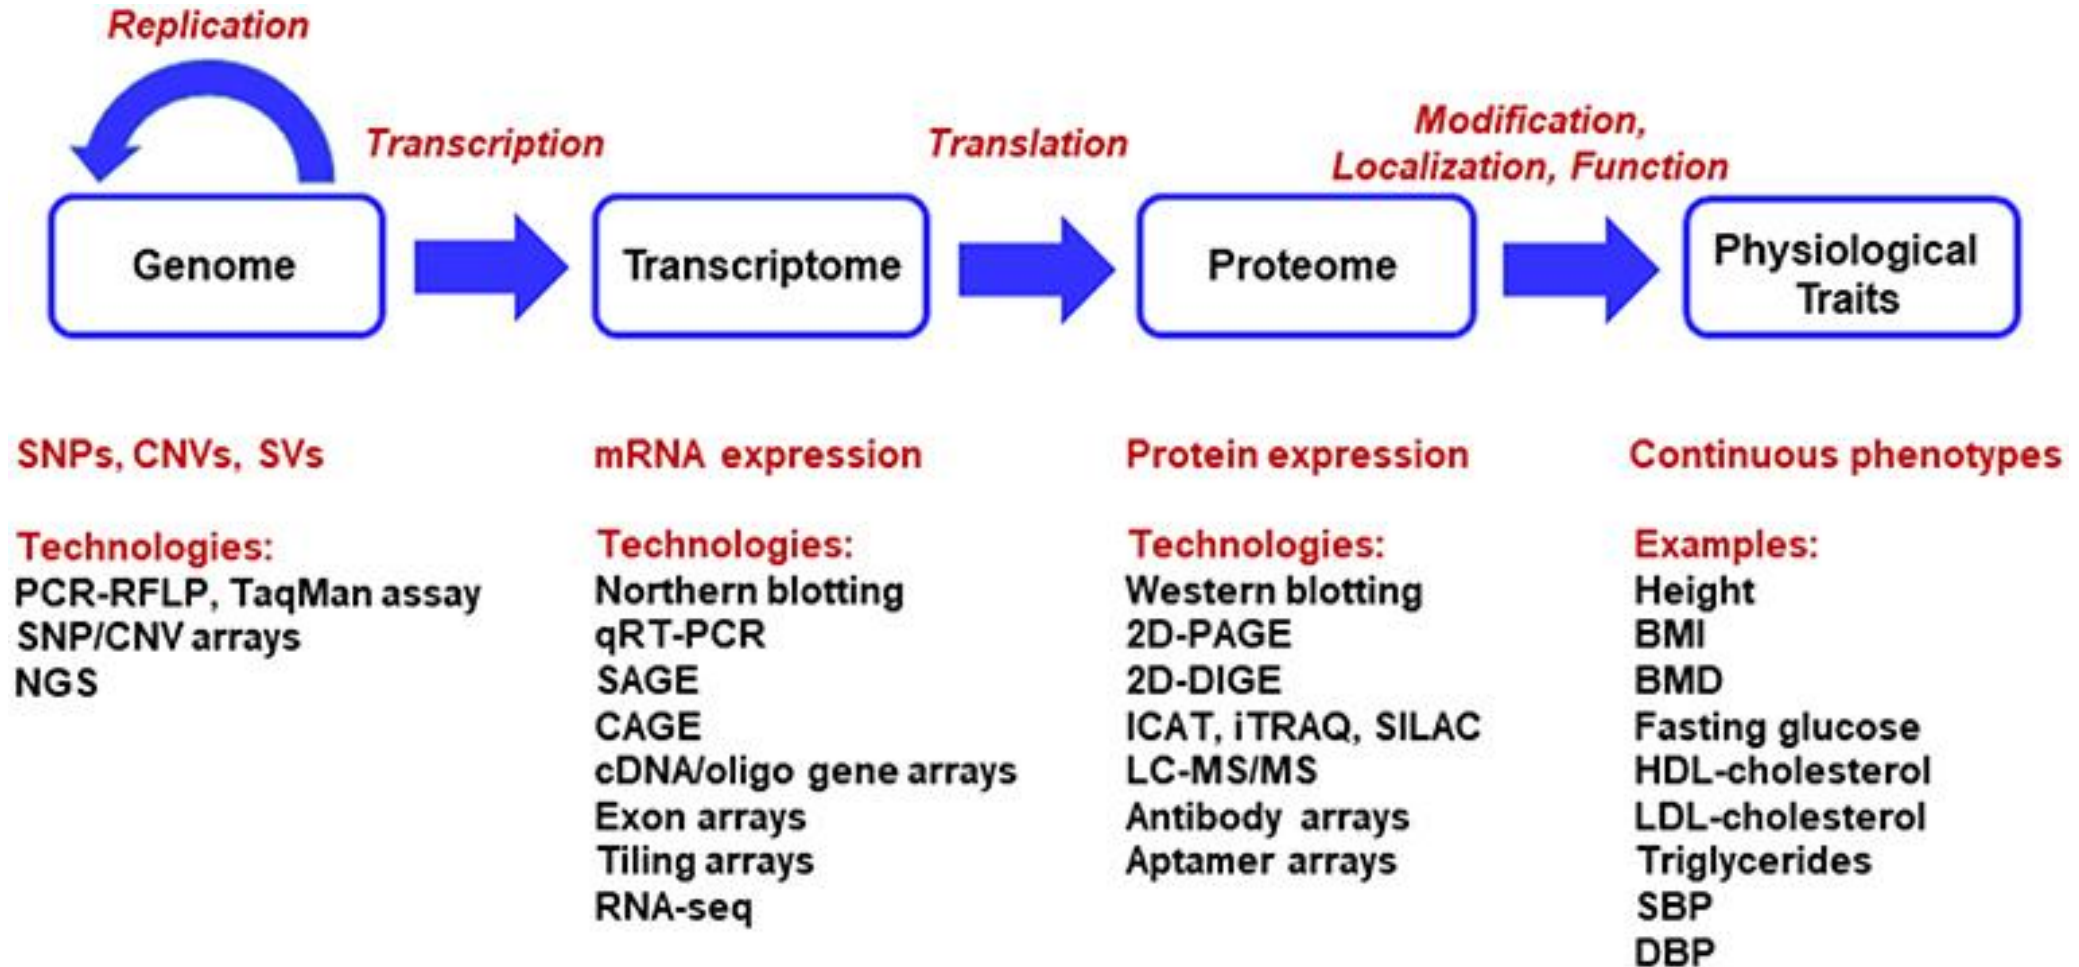 Replication
Transcription
Translation
Modification,
Localization, Function
Genome
Transcriptome
Proteome
Physiological
Traits
SNPs, CNVs, SVs
Technologies:
PCR-RFLP, TaqMan assay
SNP/CNV arrays
NGS
mRNA expression
Technologies:
Northern blotting
qRT-PCR
SAGE
CAGE
cDNA/oligo gene arrays
Exon arrays
Tiling arrays
RNA-seq
Protein expression
Technologies:
Western blotting
2D-PAGE
2D-DIGE
ICAT, iTRAQ, SILAC
LC-MS/MS
Antibody arrays
Aptamer arrays
Continuous phenotypes
Examples:
Height
BMI
BMD
Fasting glucose
HDL-cholesterol
LDL-cholesterol
Triglycerides
SBP
DBP